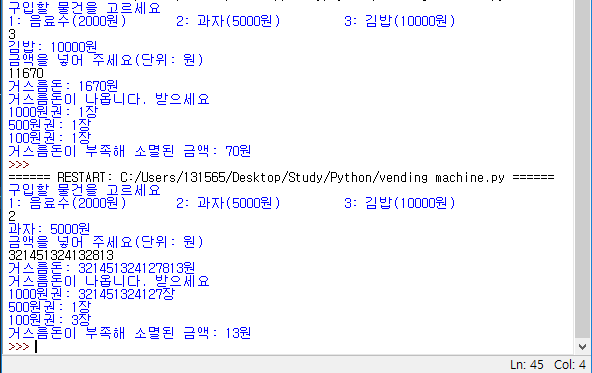 구입할 물건을 고르세요
1: 음료수(2000원) 2: 과자(5000원) 3: 김밥(10000원)
3
김밥: 10000원
금액을 넣어 주세요(단위: 원)
11670
거스름돈: 1670원
거스름돈이 나옵니다. 받으세요
1000원권: 1장
500원권: 1장
100원권: 1장
거스름돈이 부족해 소멸된 금액: 70원
>>>
====== RESTART: C:/Users/131565/Desktop/Study/Python/vending machine.py ======
구입할 물건을 고르세요
1: 음료수(2000원) 2: 과자(5000원) 3: 김밥(10000원)
2
과자: 5000원
금액을 넣어 주세요(단위: 원)
321451324132813
거스름돈: 321451324127813원
거스름돈이 나옵니다. 받으세요
1000원권: 321451324127장
500원권: 1장
100원권: 3장
거스름돈이 부족해 소멸된 금액: 13원
>>>
Ln: 45 Col: 4